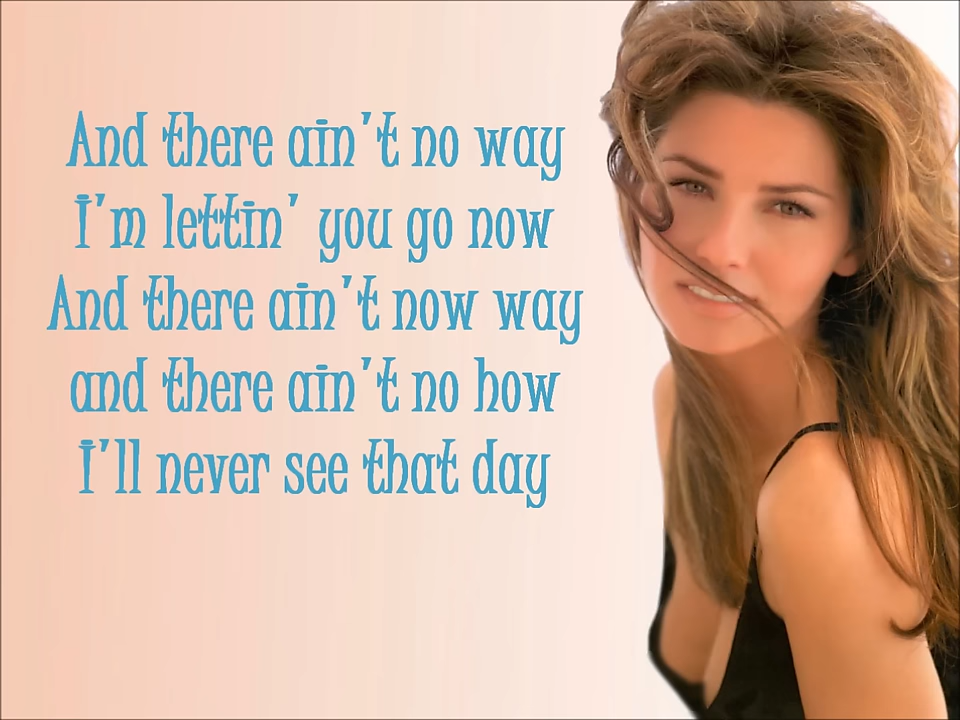 And there ain't no way
I'm lettin' you go now
And there ain't now way
and there ain't no how
I'll never see that day